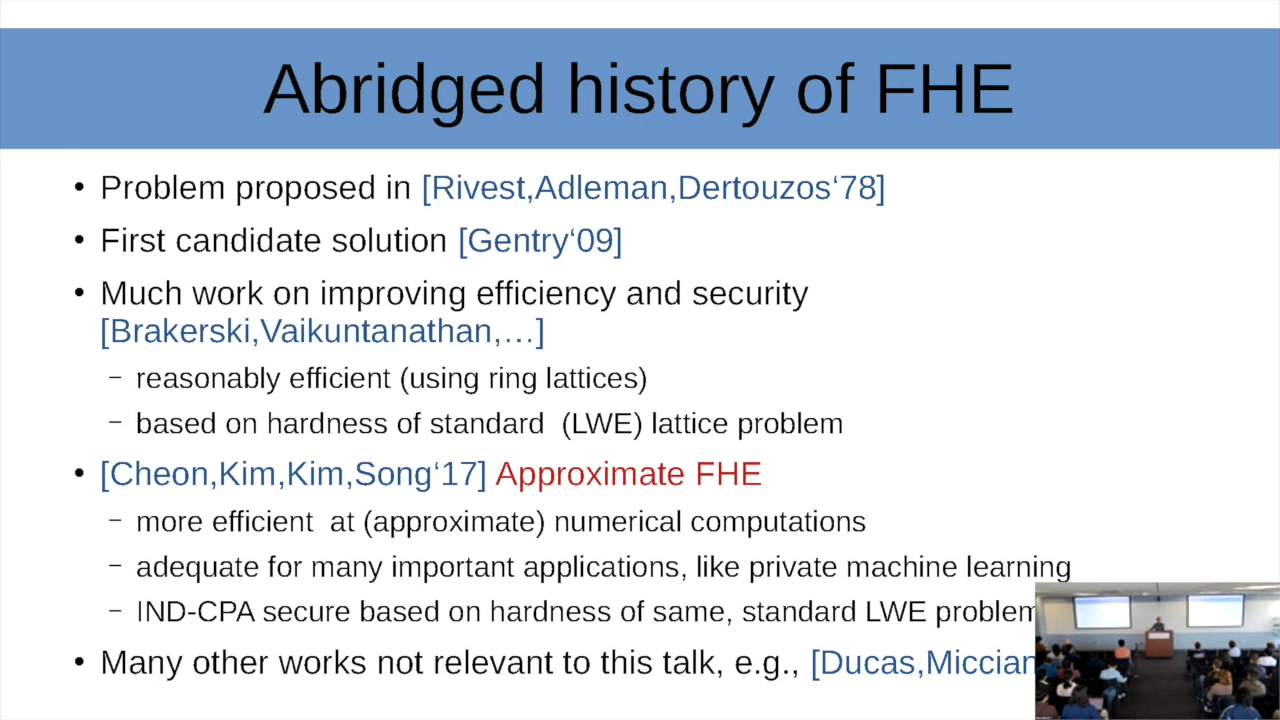 Abridged history of FHE
• Problem proposed in [Rivest,Adleman,Dertouzos‘78]
• First candidate solution [Gentry‘09]
• Much work on improving efficiency and security
[Brakerski,Vaikuntanathan,…]
– reasonably efficient (using ring lattices)
– based on hardness of standard (LWE) lattice problem
• [Cheon,Kim,Kim,Song‘17] Approximate FHE
– more efficient at (approximate) numerical computations
– adequate for many important applications, like private machine learning
– IND-CPA secure based on hardness of same, standard LWE problem
• Many other works not relevant to this talk, e.g., [Ducas,Miccian